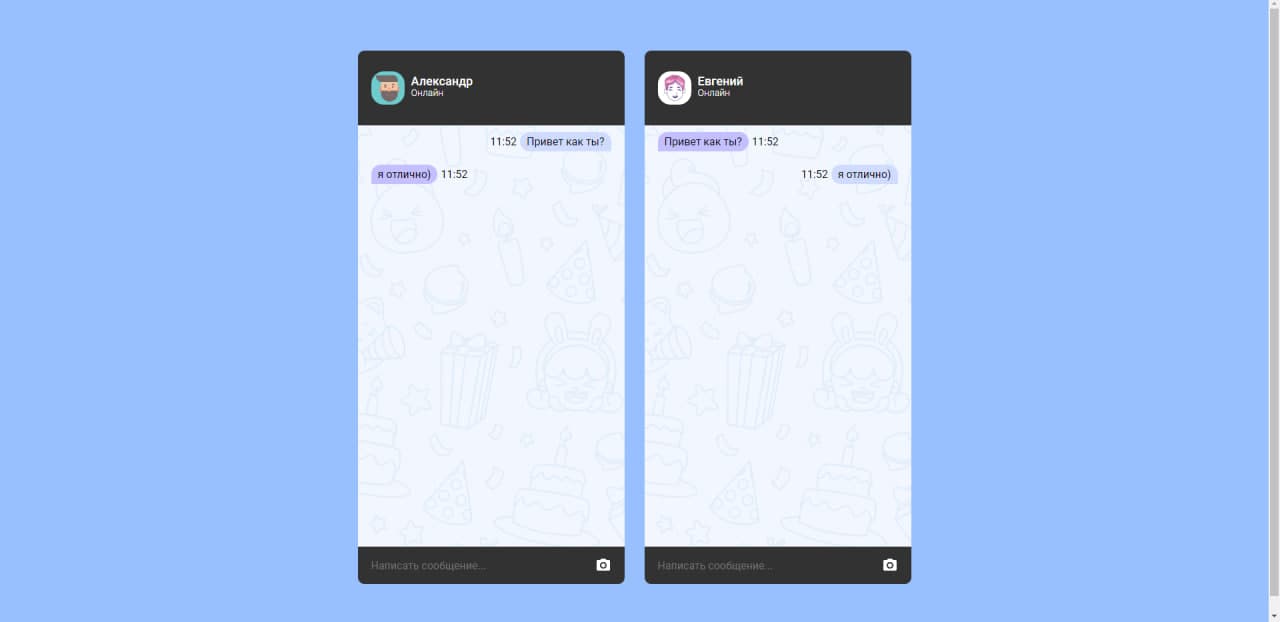 Александр
Онлайн
11:52 Привет как ты?
я отлично) 11:52
Написать сообщение...
Евгений
Онлайн
Привет как ты? 11:52
11:52 я отлично)
Написать сообщение...